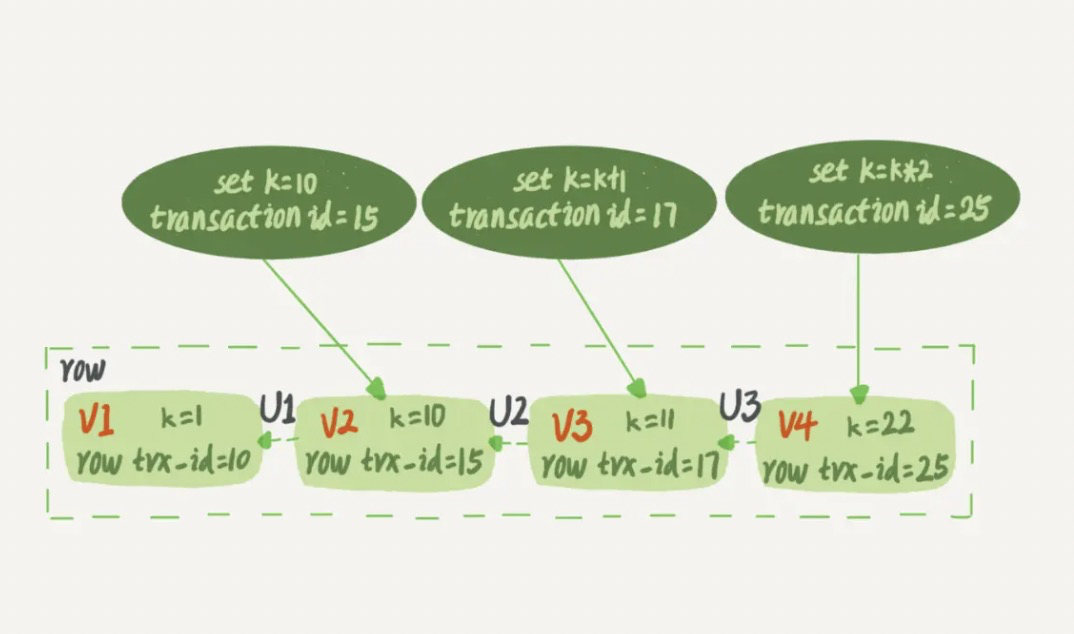 set k=10
transaction id=15
set k=k+1
transaction id=17
set k=k*2
transaction id=25
row
V1 k=1
row trx-id=10
U1
V2 k=10
row trx-id=15
U2
V3 k=11
row trx-id=17
U3
V4 k=22
row trx-id=25